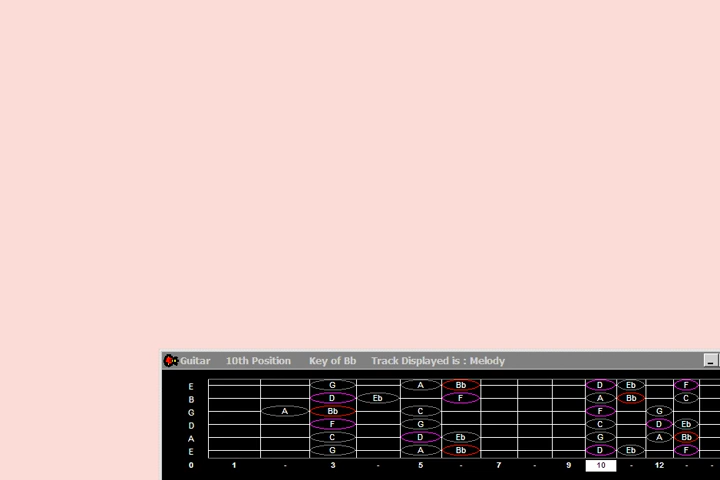 Guitar 10th Position Key of Bb Track Displayed is : Melody
E G A Bb D Eb F
B D Eb F A Bb C
G A Bb C F G
D F G C D Eb
A C D Eb G A Bb
E G A Bb D Eb F
0 1 - 3 - 5 - 7 - 9 10 - 12 - -